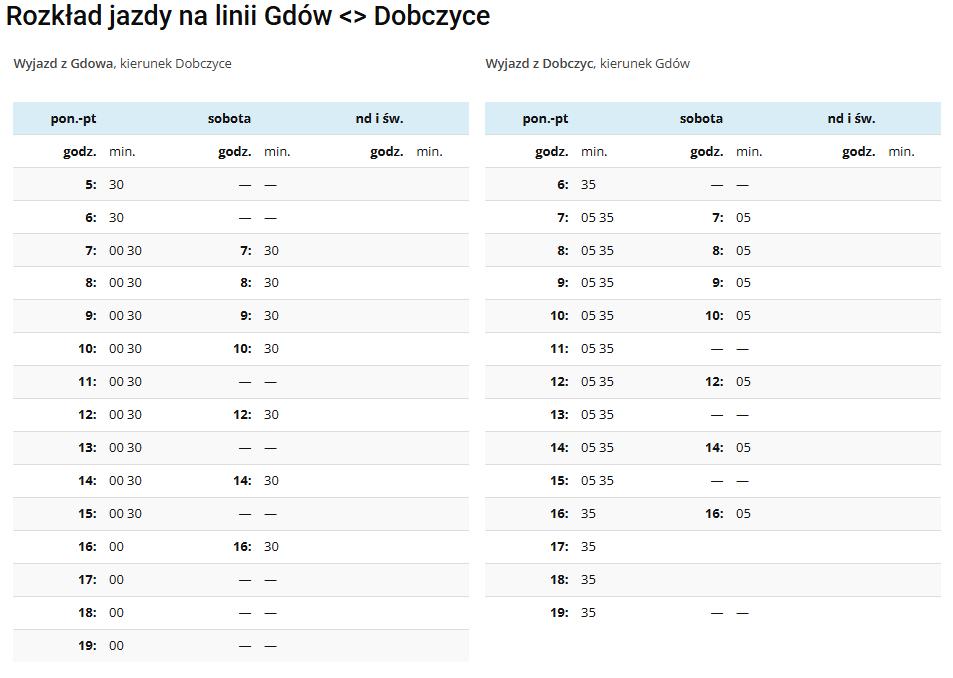 Rozkład jazdy na linii Gdów <> Dobczyce
Wyjazd z Gdowa, kierunek Dobczyce
pon.-pt sobota nd i św.
godz. min. godz. min. godz. min.
5: 30 — —
6: 30 — —
7: 00 30 7: 30
8: 00 30 8: 30
9: 00 30 9: 30
10: 00 30 10: 30
11: 00 30 — —
12: 00 30 12: 30
13: 00 30 — —
14: 00 30 14: 30
15: 00 30 — —
16: 00 16: 30
17: 00 — —
18: 00 — —
19: 00 — —
Wyjazd z Dobczyc, kierunek Gdów
pon.-pt sobota nd i św.
godz. min. godz. min. godz. min.
6: 35 — —
7: 05 35 7: 05
8: 05 35 8: 05
9: 05 35 9: 05
10: 05 35 10: 05
11: 05 35 — —
12: 05 35 12: 05
13: 05 35 — —
14: 05 35 14: 05
15: 05 35 — —
16: 35 16: 05
17: 35
18: 35
19: 35 — —